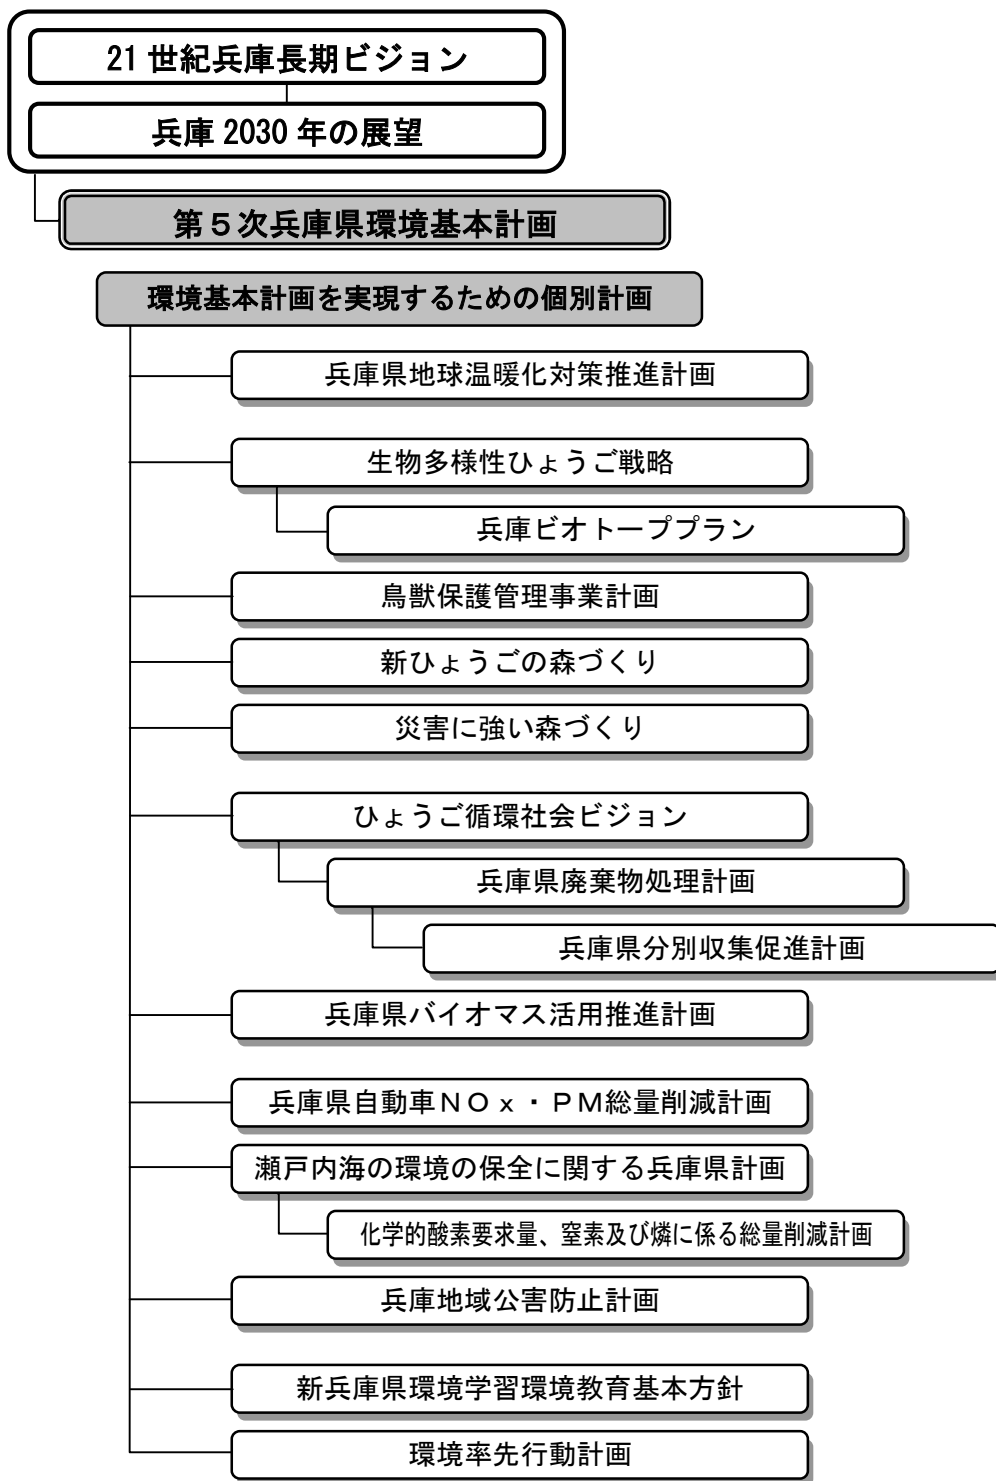 21世紀兵庫長期ビジョン
兵庫2030年の展望
第５次兵庫県環境基本計画
環境基本計画を実現するための個別計画
兵庫県地球温暖化対策推進計画
生物多様性ひょうご戦略
兵庫ビオトーププラン
鳥獣保護管理事業計画
新ひょうごの森づくり
災害に強い森づくり
ひょうご循環社会ビジョン
兵庫県廃棄物処理計画
兵庫県分別収集促進計画
兵庫県バイオマス活用推進計画
兵庫県自動車ＮＯｘ・ＰＭ総量削減計画
瀬戸内海の環境の保全に関する兵庫県計画
化学的酸素要求量、窒素及び燐に係る総量削減計画
兵庫地域公害防止計画
新兵庫県環境学習環境教育基本方針
環境率先行動計画